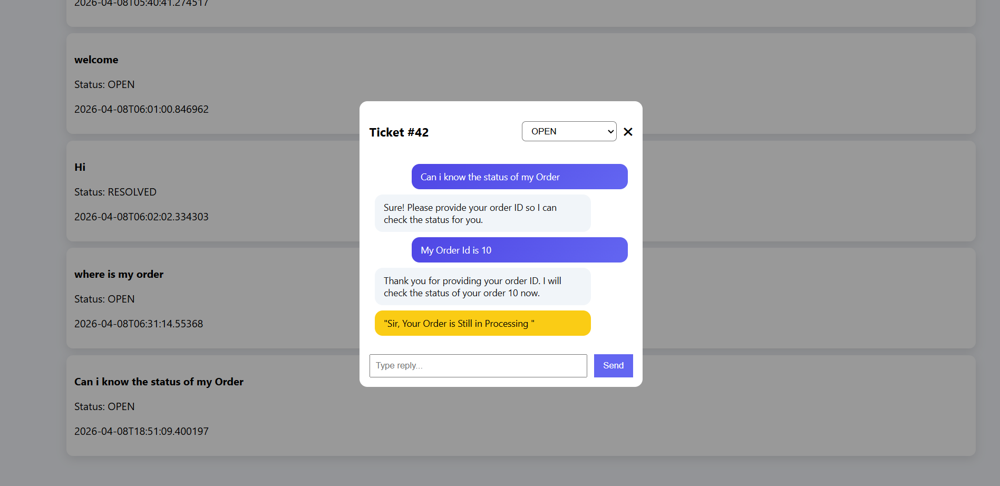 2026-04-08T05:40:41.274517
welcome
Status: OPEN
2026-04-08T06:01:00.846962
Hi
Status: RESOLVED
2026-04-08T06:02:02.334303
where is my order
Status: OPEN
2026-04-08T06:31:14.55368
Can i know the status of my Order
Status: OPEN
2026-04-08T18:51:09.400197
Ticket #42
OPEN
Can i know the status of my Order
Sure! Please provide your order ID so I can
check the status for you.
My Order Id is 10
Thank you for providing your order ID. I will
check the status of your order 10 now.
"Sir, Your Order is Still in Processing "
Type reply...
Send